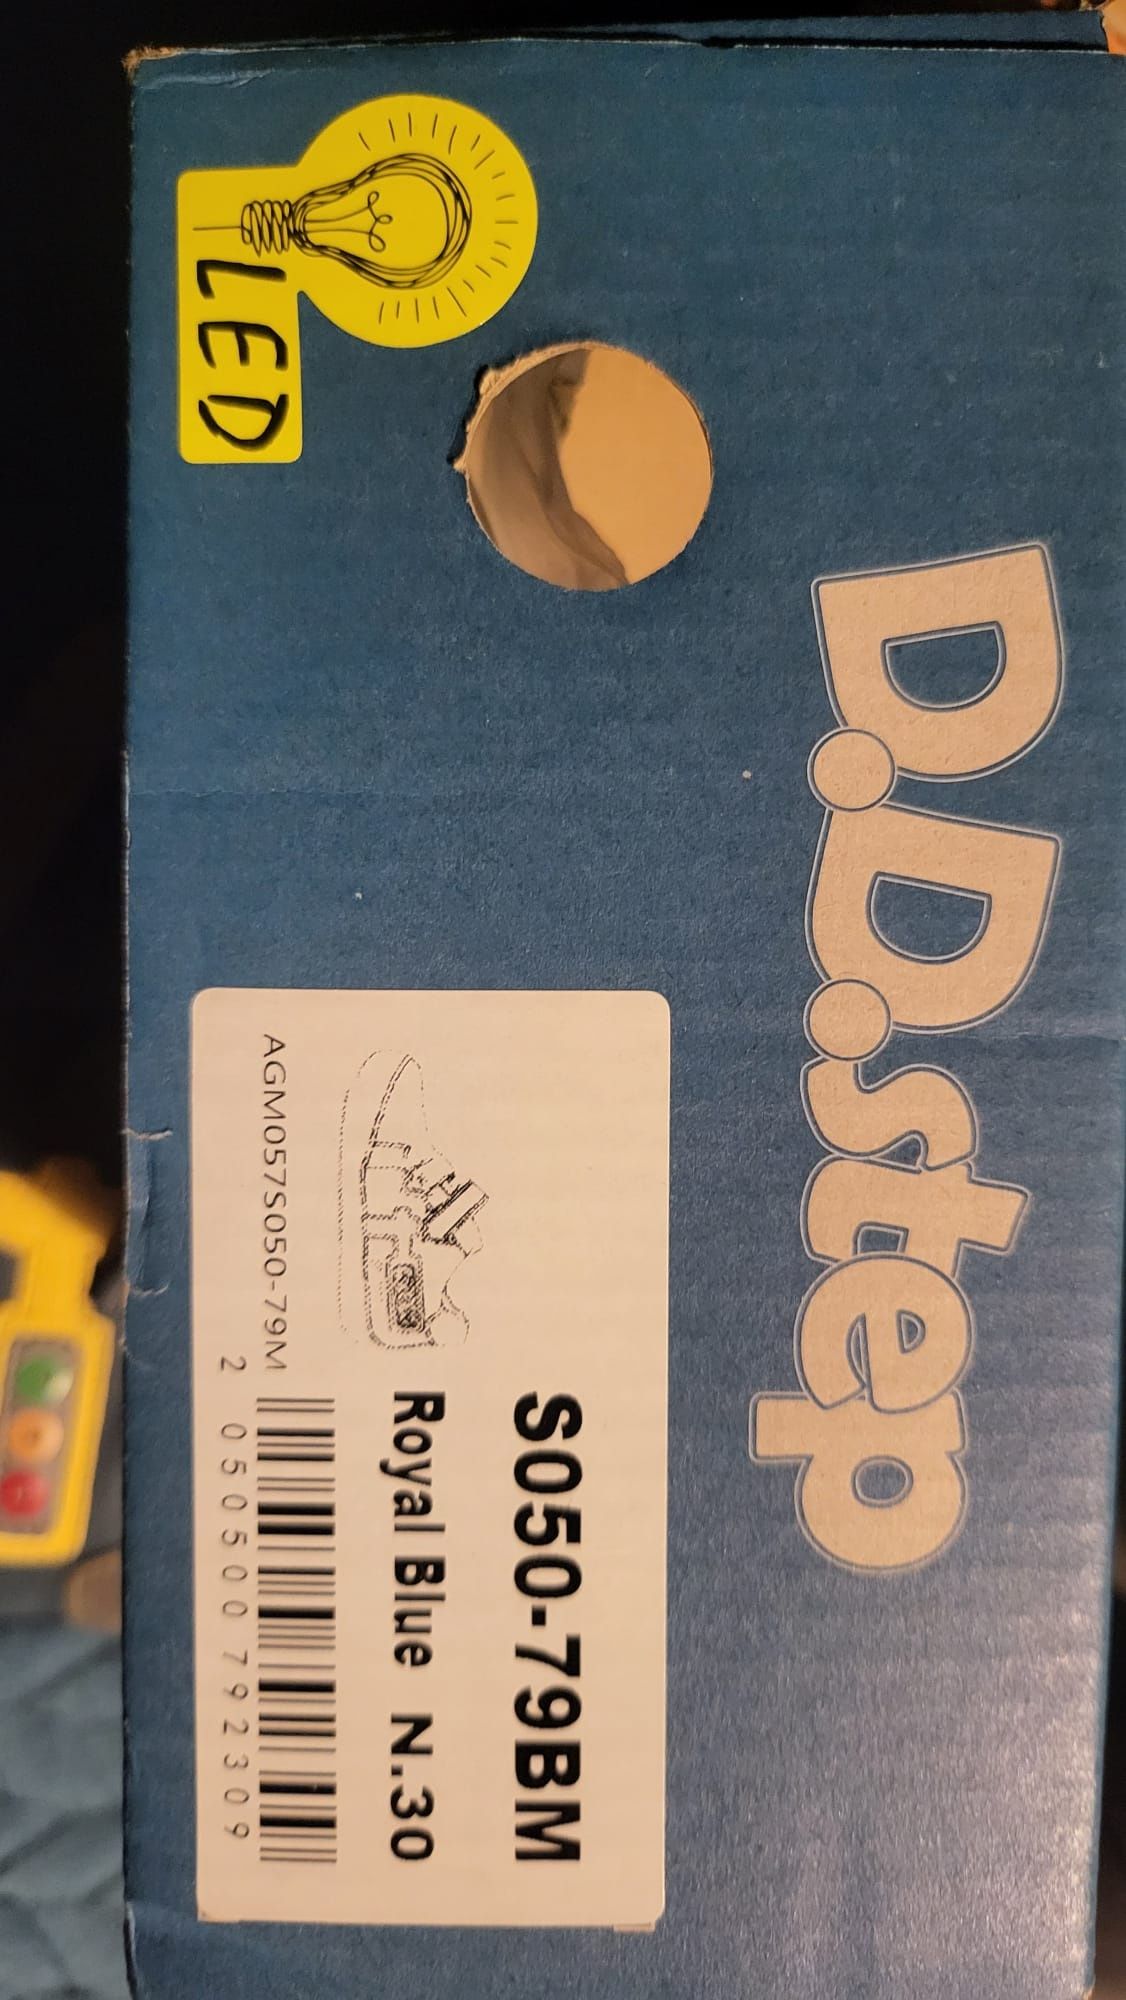 D.D.step
LED
S050-79BM
Royal Blue N.30
AGM057S050-79M
2 050500 792309